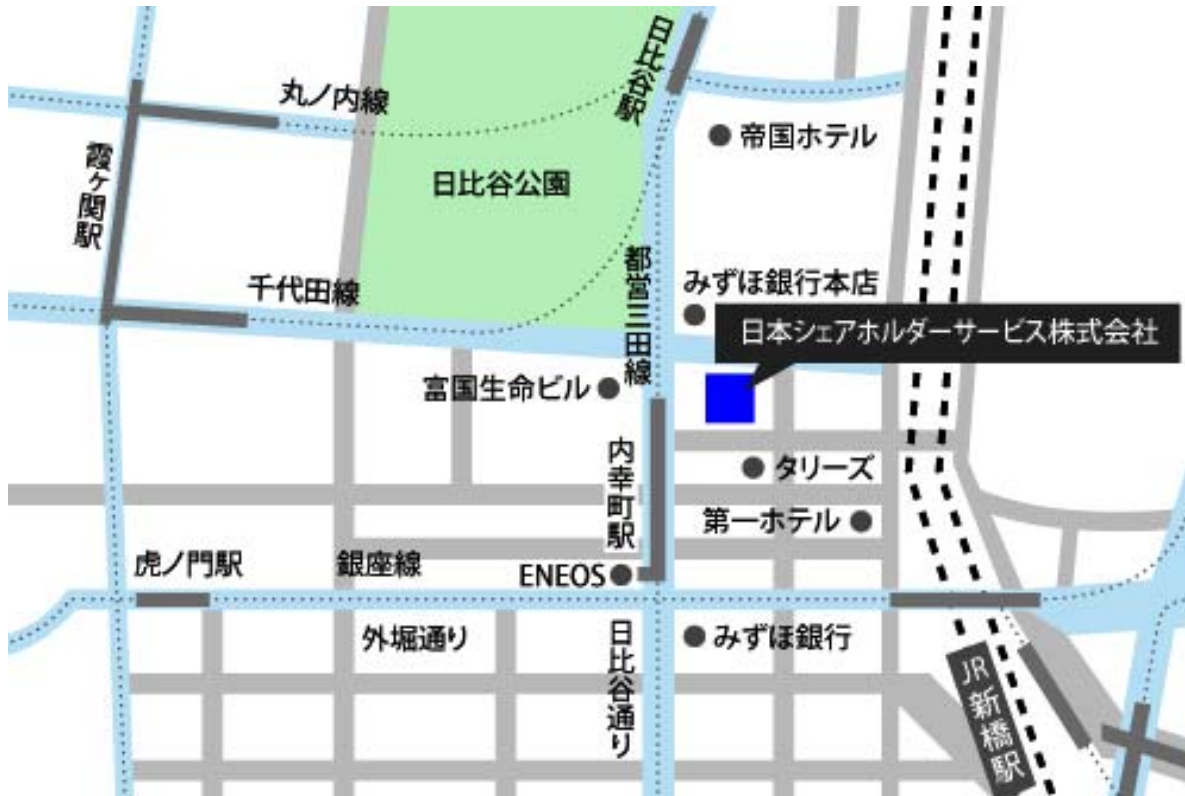 日比谷駅
丸ノ内線
帝国ホテル
霞ヶ関駅
日比谷公園
都営三田線
みずほ銀行本店
千代田線
日本シェアホルダーサービス株式会社
富国生命ビル
内幸町駅
タリーズ
第一ホテル
虎ノ門駅
銀座線
ENEOS
外堀通り
日比谷通り
みずほ銀行
JR新橋駅